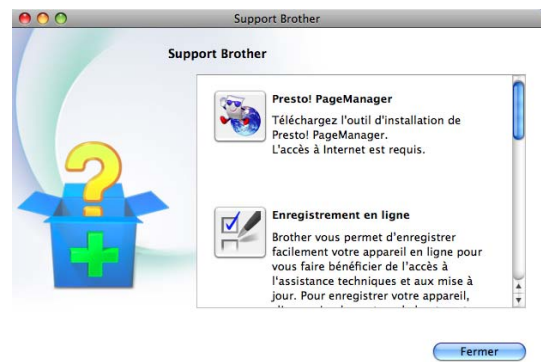 Support Brother
Support Brother
Presto! PageManager
Téléchargez l'outil d'installation de
Presto! PageManager.
L'accès à Internet est requis.
Enregistrement en ligne
Brother vous permet d'enregistrer
facilement votre appareil en ligne pour
vous faire bénéficier de l'accès à
l'assistance techniques et aux mise à
jour. Pour enregistrer votre appareil,
Fermer